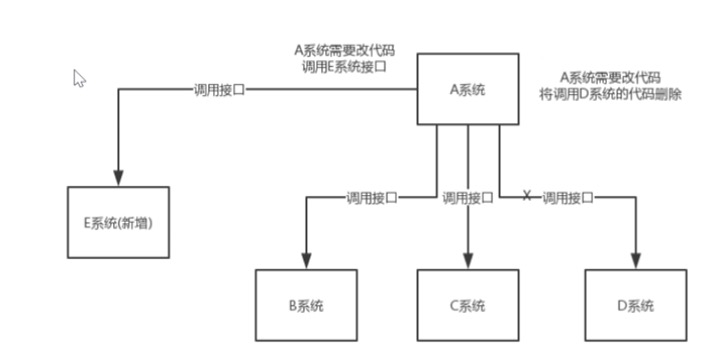 A系统需要改代码
调用E系统接口
A系统
A系统需要改代码
将调用D系统的代码删除
调用接口
E系统(新增)
调用接口
调用接口
X
调用接口
B系统
C系统
D系统